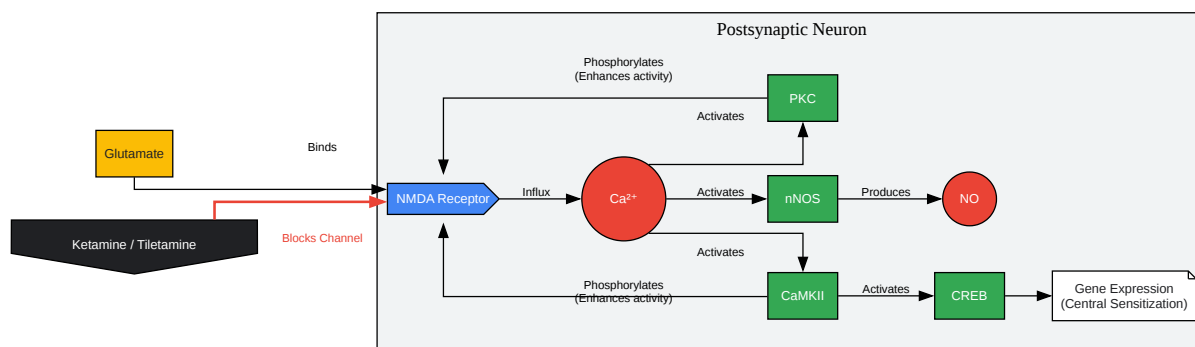 Postsynaptic Neuron
Phosphorylates
(Enhances activity)
PKC
Activates
Glutamate
Binds
NMDA Receptor
Influx
Ca²⁺
Activates
nNOS
Produces
NO
Ketamine / Tiletamine
Blocks Channel
Activates
Phosphorylates
(Enhances activity)
CaMKII
Activates
CREB
Gene Expression
(Central Sensitization)